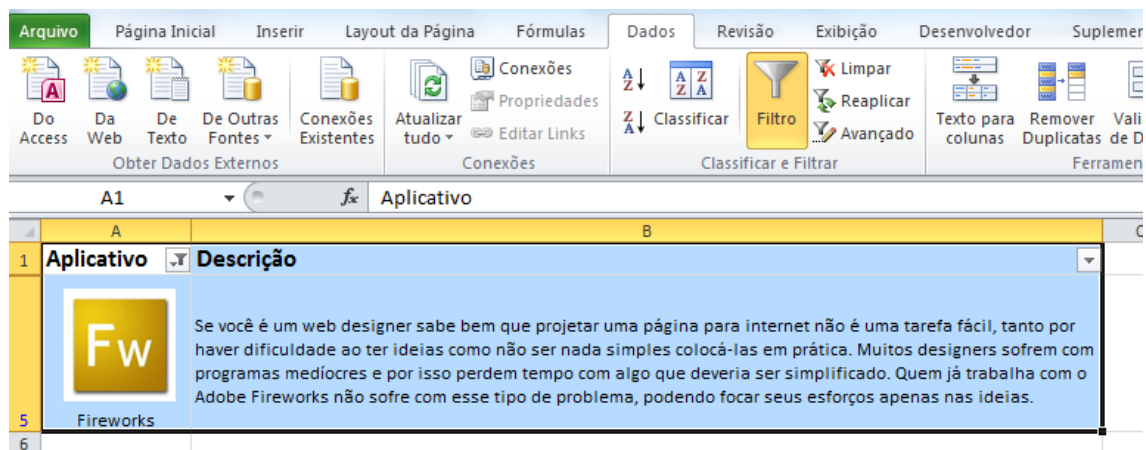 Arquivo Página Inicial Inserir Layout da Página Fórmulas Dados Revisão Exibição Desenvolvedor Suplemen
Do Access
Da Web
De Texto
De Outras Fontes
Conexões Existentes
Atualizar tudo
Conexões
Propriedades
Editar Links
A Z
Z A
A Z Z A
Classificar
Filtro
Limpar
Reaplicar
Avançado
Texto para colunas
Remover Duplicatas
Vali
de D
Obter Dados Externos Conexões Classificar e Filtrar Ferramen
A1 fx Aplicativo
A B
1 Aplicativo Descrição
Fw
Se você é um web designer sabe bem que projetar uma página para internet não é uma tarefa fácil, tanto por
haver dificuldade ao ter ideias como não ser nada simples colocá-las em prática. Muitos designers sofrem com
programas medíocres e por isso perdem tempo com algo que deveria ser simplificado. Quem já trabalha com o
Adobe Fireworks não sofre com esse tipo de problema, podendo focar seus esforços apenas nas ideias.
5 Fireworks
6